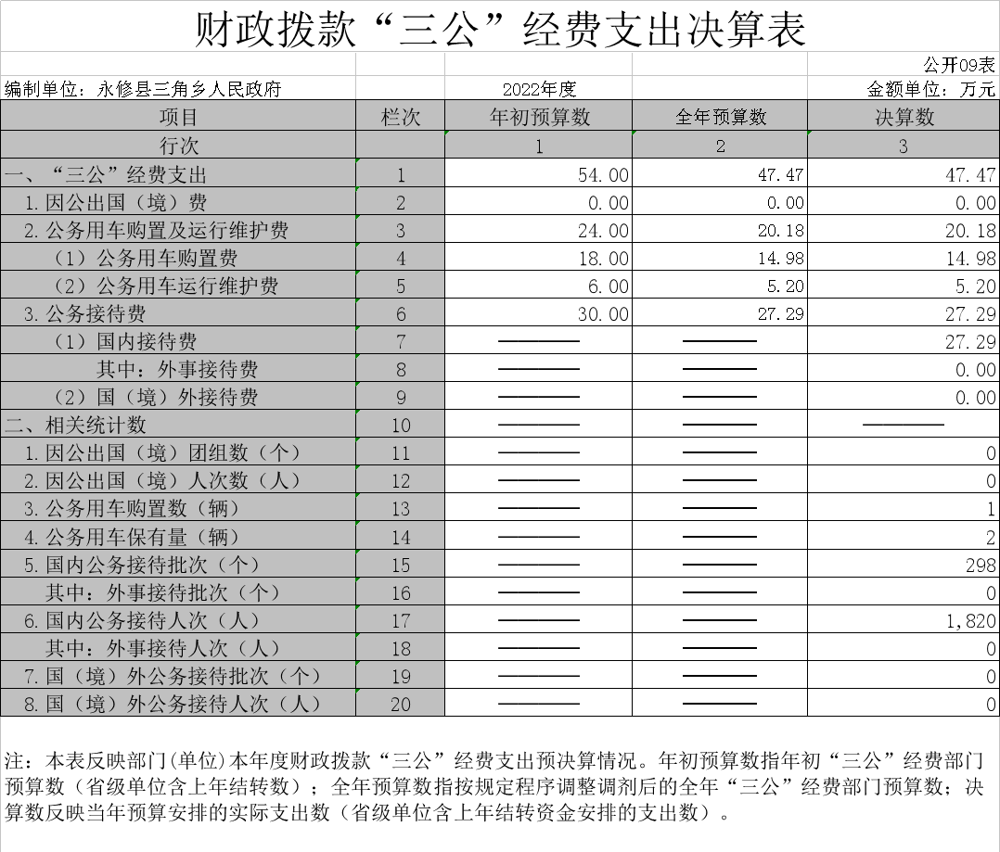 财政拨款“三公”经费支出决算表
公开09表
编制单位：永修县三角乡人民政府 2022年度 金额单位：万元
项目 栏次 年初预算数 全年预算数 决算数
行次 1 2 3
一、“三公”经费支出 1 54.00 47.47 47.47
1.因公出国（境）费 2 0.00 0.00 0.00
2.公务用车购置及运行维护费 3 24.00 20.18 20.18
（1）公务用车购置费 4 18.00 14.98 14.98
（2）公务用车运行维护费 5 6.00 5.20 5.20
3.公务接待费 6 30.00 27.29 27.29
（1）国内接待费 7 ———— ———— 27.29
其中：外事接待费 8 ———— ———— 0.00
（2）国（境）外接待费 9 ———— ———— 0.00
二、相关统计数 10 ———— ———— ————
1.因公出国（境）团组数（个） 11 ———— ———— 0
2.因公出国（境）人次数（人） 12 ———— ———— 0
3.公务用车购置数（辆） 13 ———— ———— 1
4.公务用车保有量（辆） 14 ———— ———— 2
5.国内公务接待批次（个） 15 ———— ———— 298
其中：外事接待批次（个） 16 ———— ———— 0
6.国内公务接待人次（人） 17 ———— ———— 1,820
其中：外事接待人次（人） 18 ———— ———— 0
7.国（境）外公务接待批次（个） 19 ———— ———— 0
8.国（境）外公务接待人次（人） 20 ———— ———— 0
注：本表反映部门(单位)本年度财政拨款“三公”经费支出预决算情况。年初预算数指年初“三公”经费部门
预算数（省级单位含上年结转数）；全年预算数指按规定程序调整调剂后的全年“三公”经费部门预算数；决
算数反映当年预算安排的实际支出数（省级单位含上年结转资金安排的支出数）。